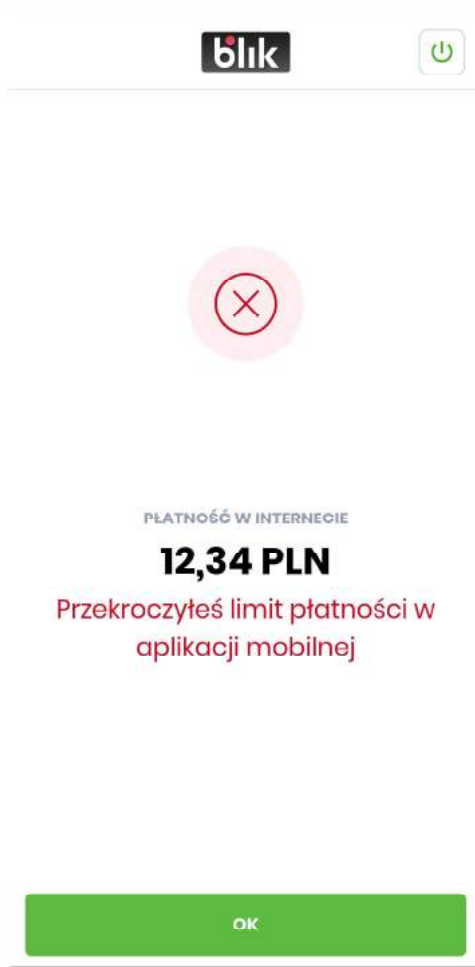 blik
PŁATNOŚĆ W INTERNECIE
12,34 PLN
Przekroczyłeś limit płatności w
aplikacji mobilnej
OK